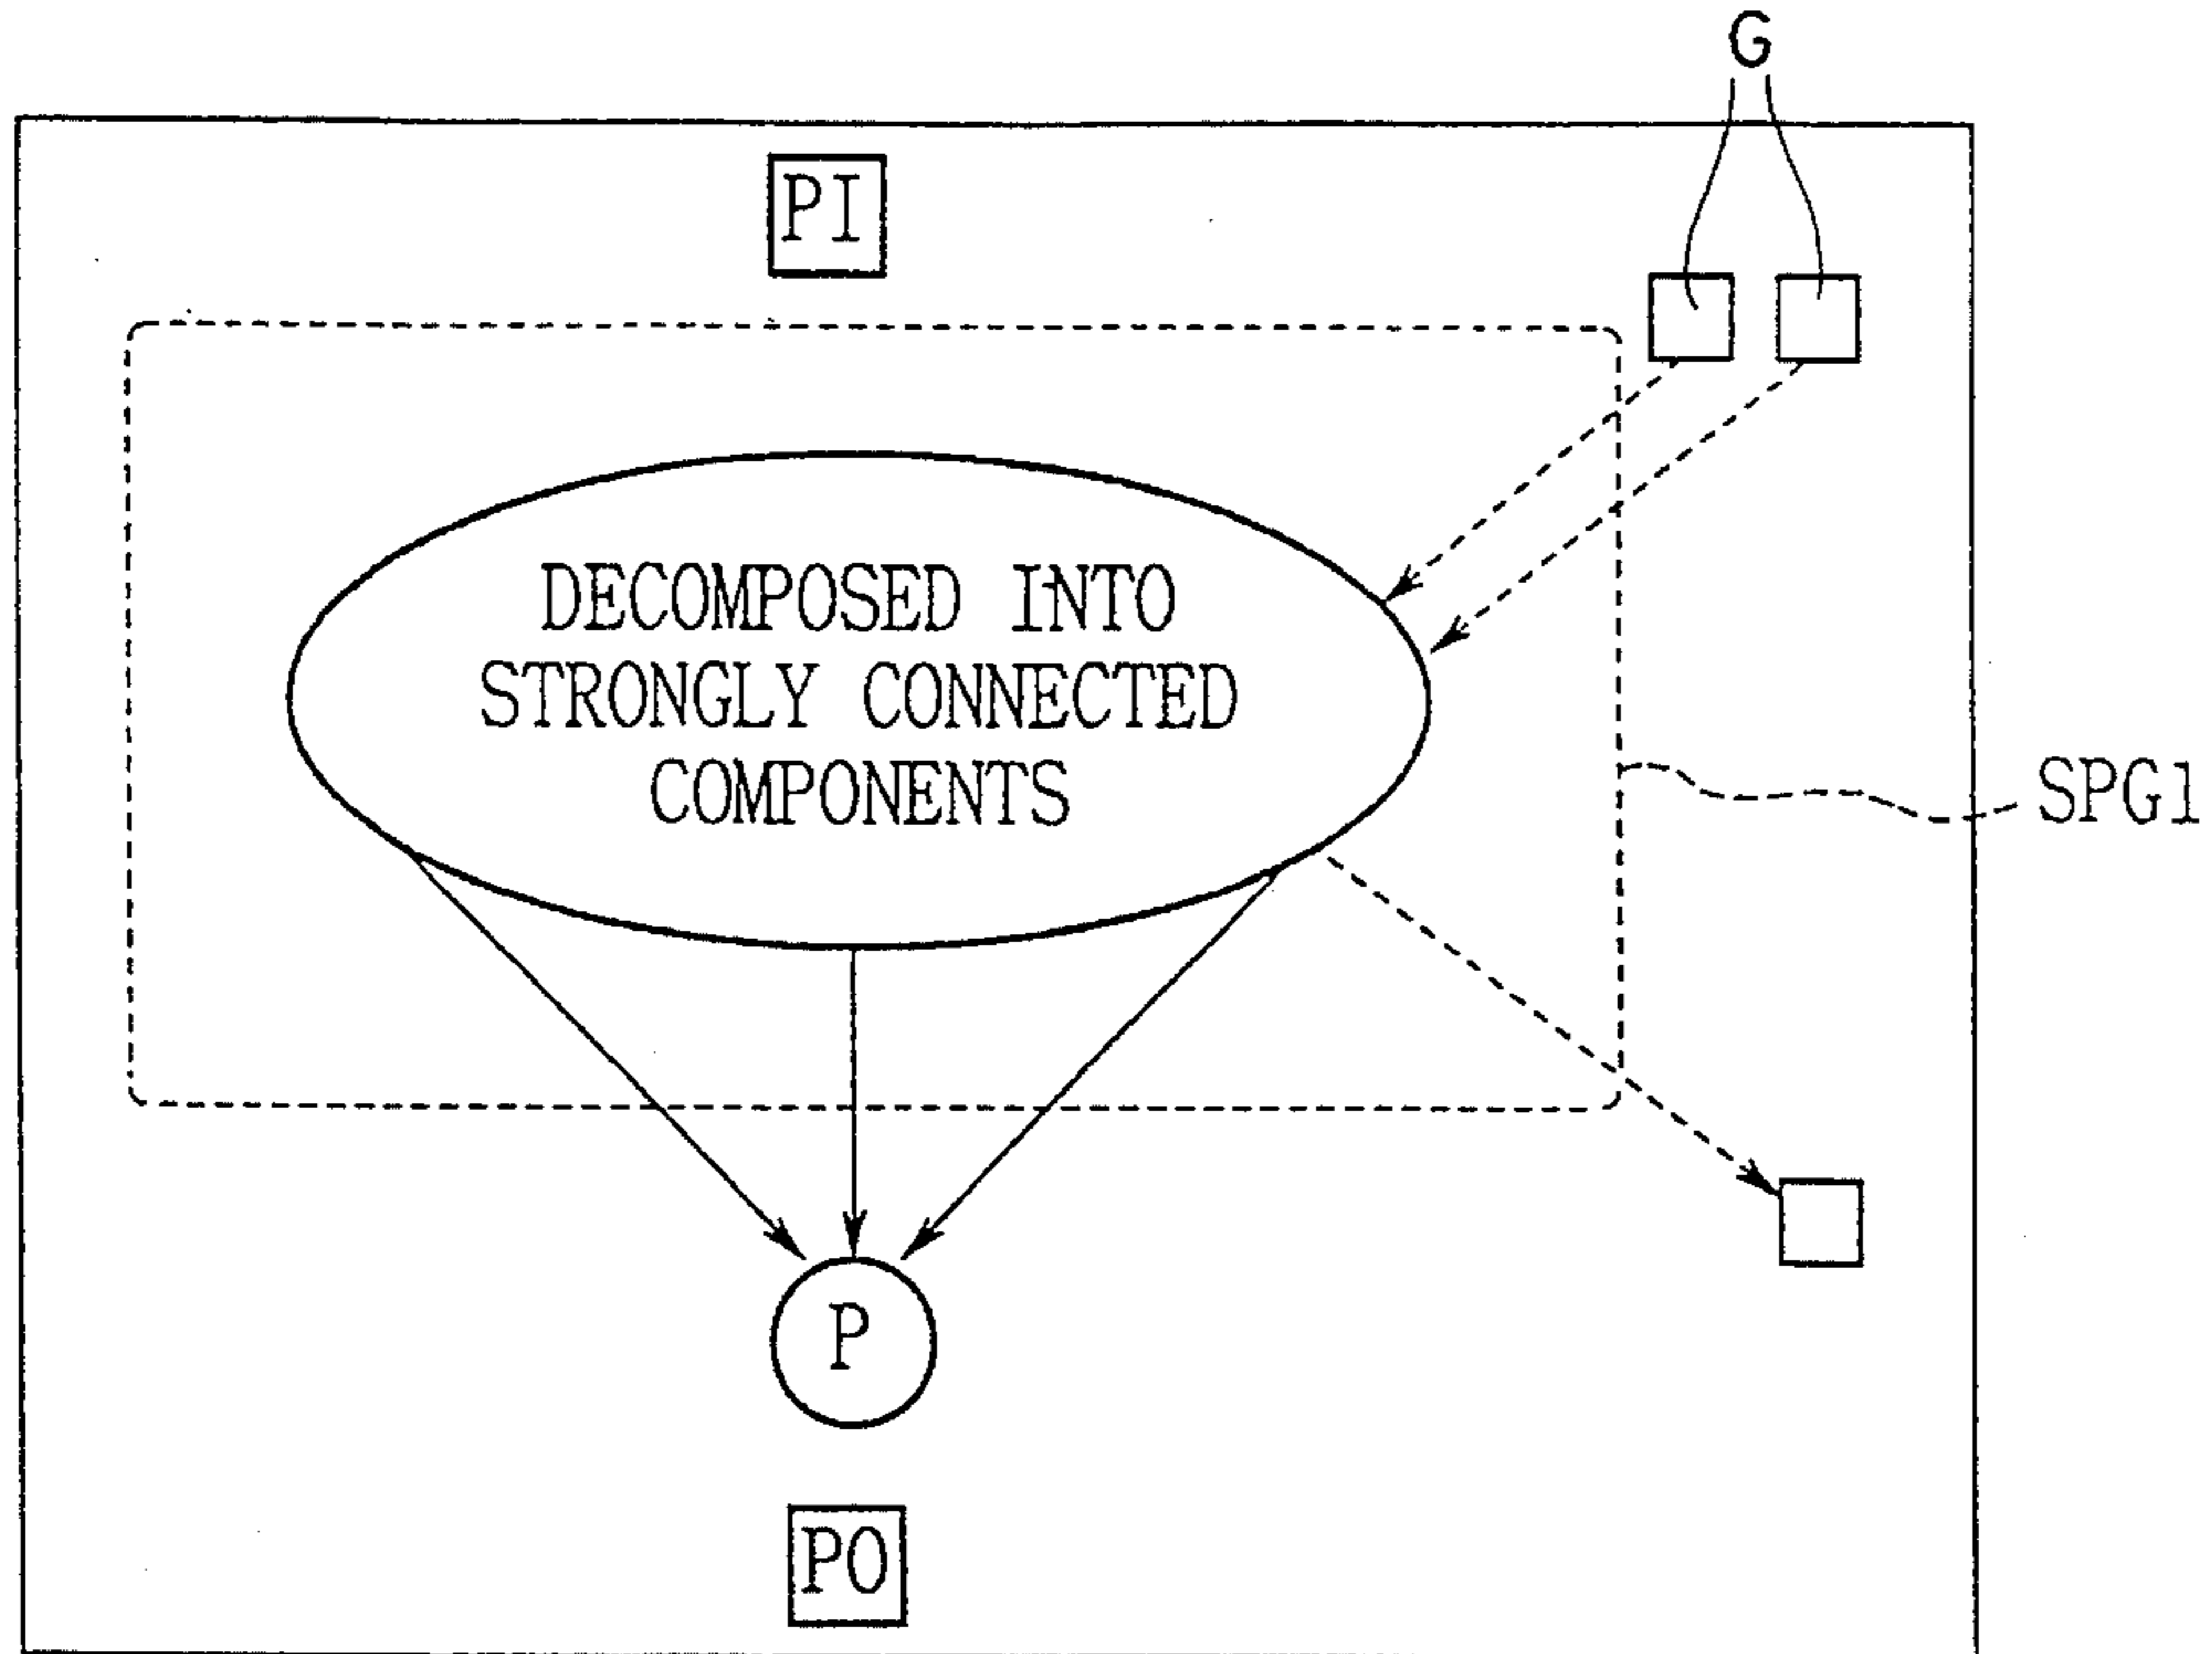 G
PI
DECOMPOSED INTO
STRONGLY CONNECTED
COMPONENTS
SPG1
P
PO